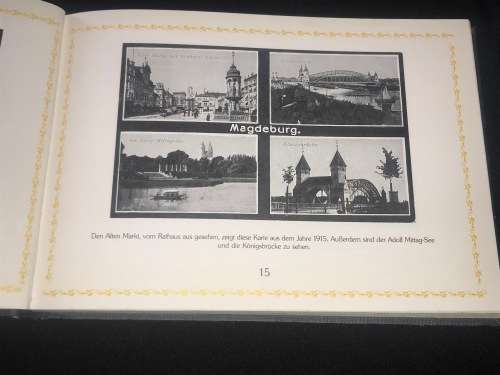 Magdeburg.
Den Alten Markt, vom Rathaus aus gesehen, zeigt diese Karte aus dem Jahre 1915. Außerdem sind der Adolf Mittag-See
und die Königsbrücke zu sehen.
15